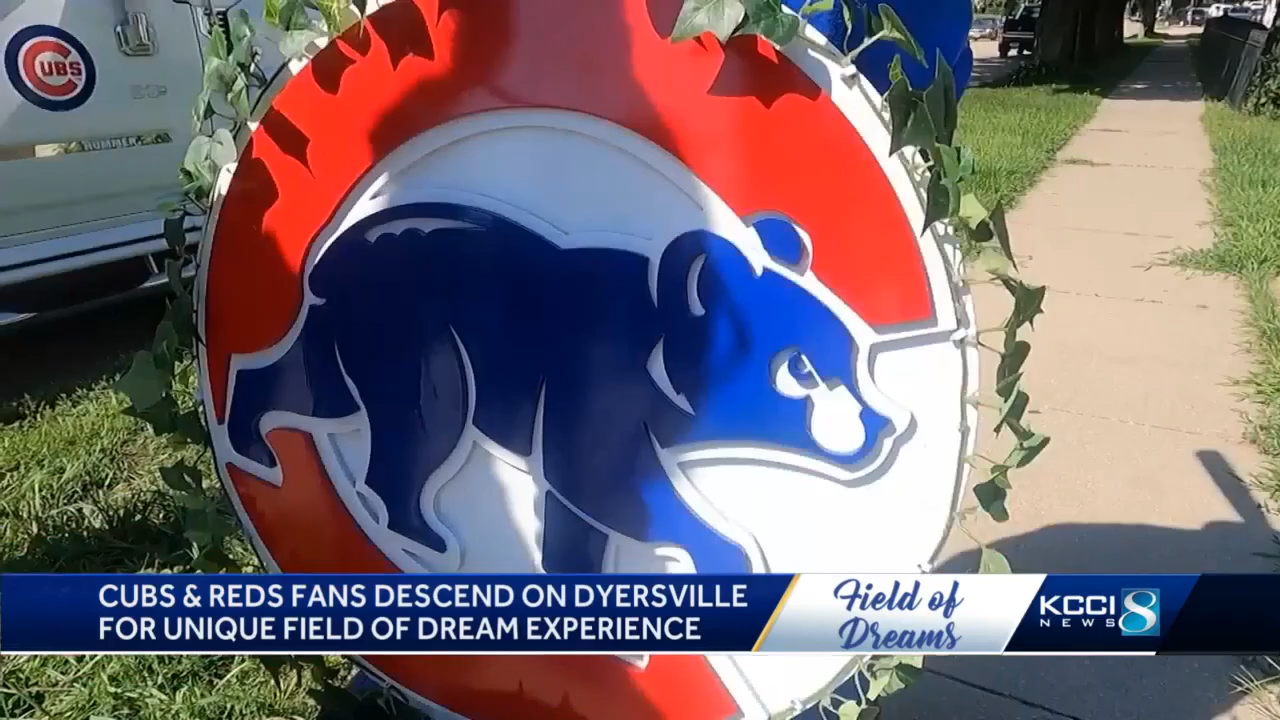 CUBS
HUMMER
CUBS & REDS FANS DESCEND ON DYERSVILLE
FOR UNIQUE FIELD OF DREAM EXPERIENCE
Field of
Dreams
KCCI 8
NEWS